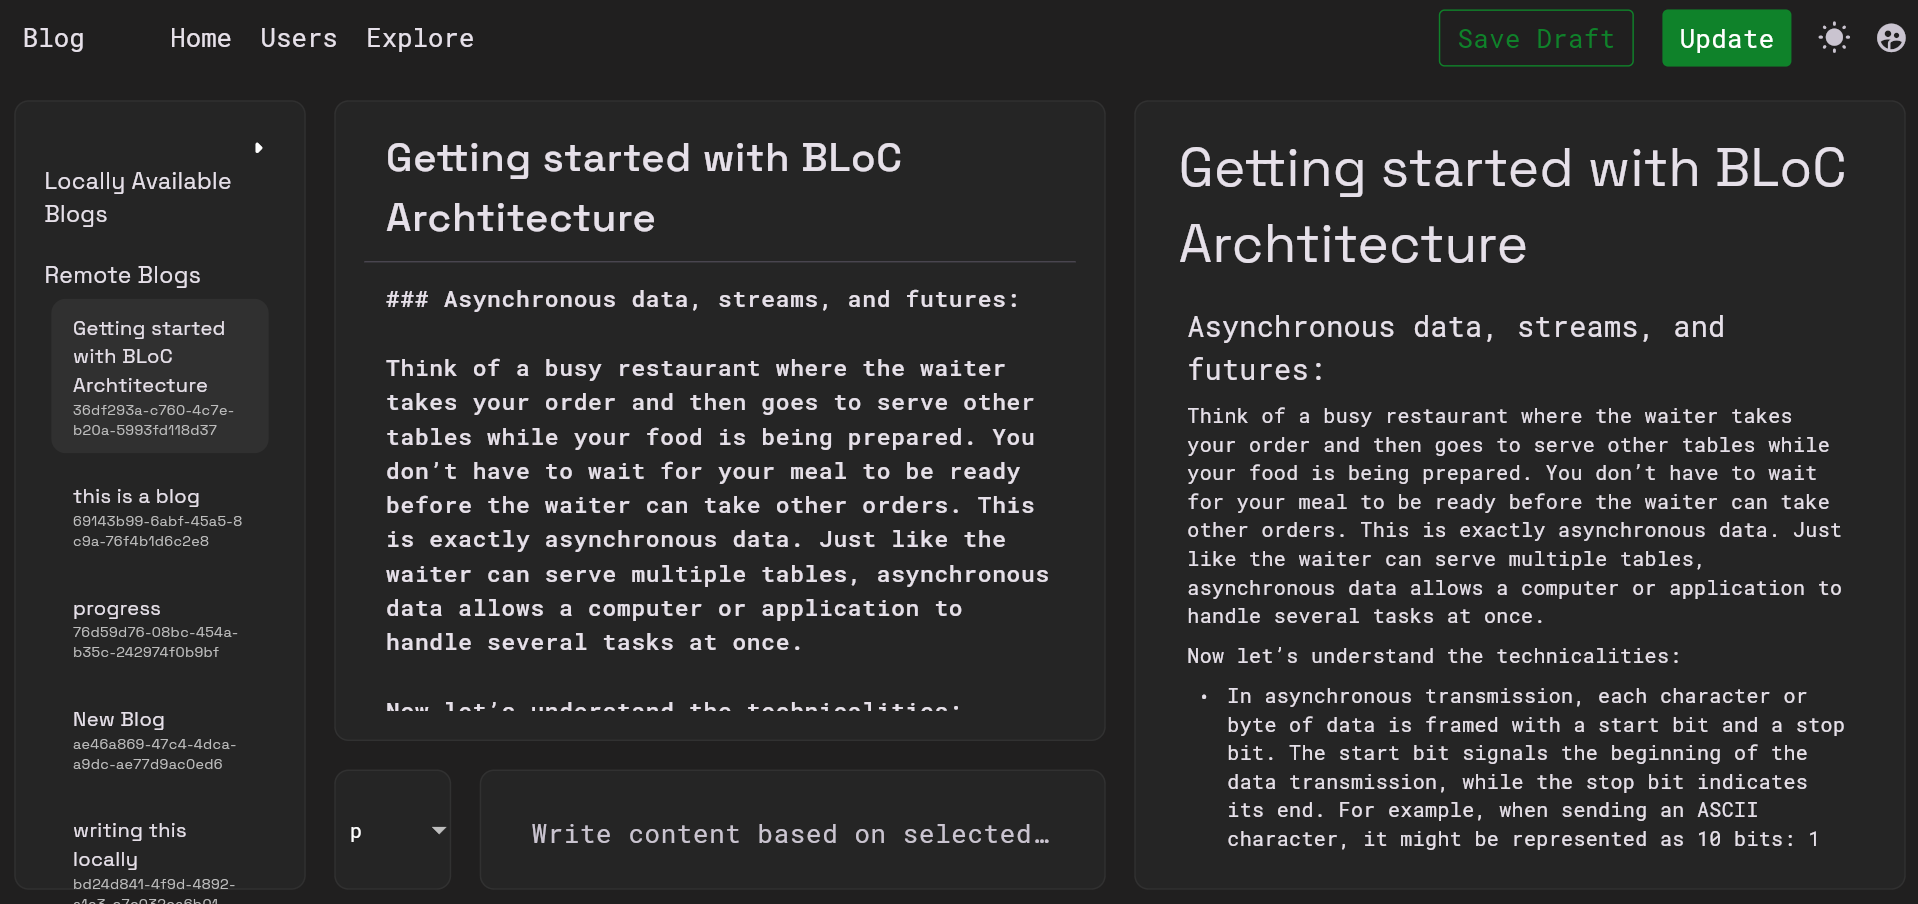 Blog Home Users Explore Save Draft Update
Locally Available
Blogs
Remote Blogs
Getting started
with BLoC
Archtitecture
36df293a-c760-4c7e-
b20a-5993fd118d37
this is a blog
69143b99-6abf-45a5-8
c9a-76f4b1d6c2e8
progress
76d59d76-08bc-454a-
b35c-242974f0b9bf
New Blog
ae46a869-47c4-4dca-
a9dc-ae77d9ac0ed6
writing this
locally
bd24d841-4f9d-4892-
Getting started with BLoC
Archtitecture
### Asynchronous data, streams, and futures:
Think of a busy restaurant where the waiter
takes your order and then goes to serve other
tables while your food is being prepared. You
don’t have to wait for your meal to be ready
before the waiter can take other orders. This
is exactly asynchronous data. Just like the
waiter can serve multiple tables, asynchronous
data allows a computer or application to
handle several tasks at once.
Now let’s understand the technicalities:
p
Write content based on selected…
Getting started with BLoC
Archtitecture
Asynchronous data, streams, and
futures:
Think of a busy restaurant where the waiter takes
your order and then goes to serve other tables while
your food is being prepared. You don’t have to wait
for your meal to be ready before the waiter can take
other orders. This is exactly asynchronous data. Just
like the waiter can serve multiple tables,
asynchronous data allows a computer or application to
handle several tasks at once.
Now let’s understand the technicalities:
• In asynchronous transmission, each character or
byte of data is framed with a start bit and a stop
bit. The start bit signals the beginning of the
data transmission, while the stop bit indicates
its end. For example, when sending an ASCII
character, it might be represented as 10 bits: 1